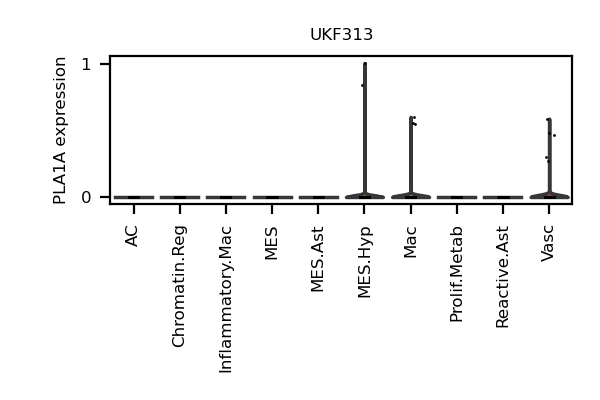 UKF313
PLA1A expression
1
0
AC
Chromatin.Reg
Inflammatory.Mac
MES
MES.Ast
MES.Hyp
Mac
Prolif.Metab
Reactive.Ast
Vasc